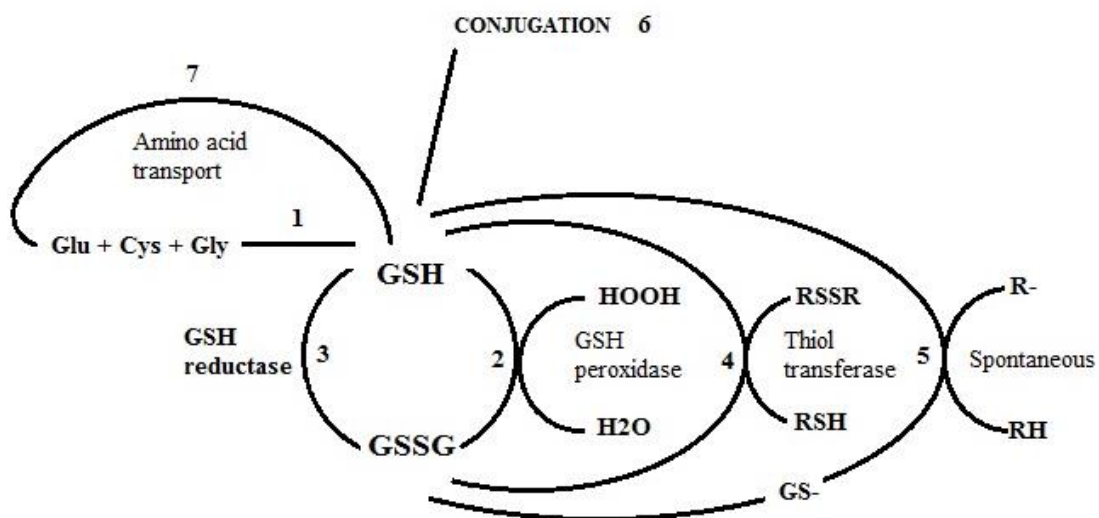 CONJUGATION 6
7
Amino acid
transport
1
Glu + Cys + Gly
GSH
HOOH
RSSR
R-
GSH
reductase
3
2
GSH
peroxidase
4
Thiol
transferase
5
Spontaneous
H2O
RSH
RH
GSSG
GS-